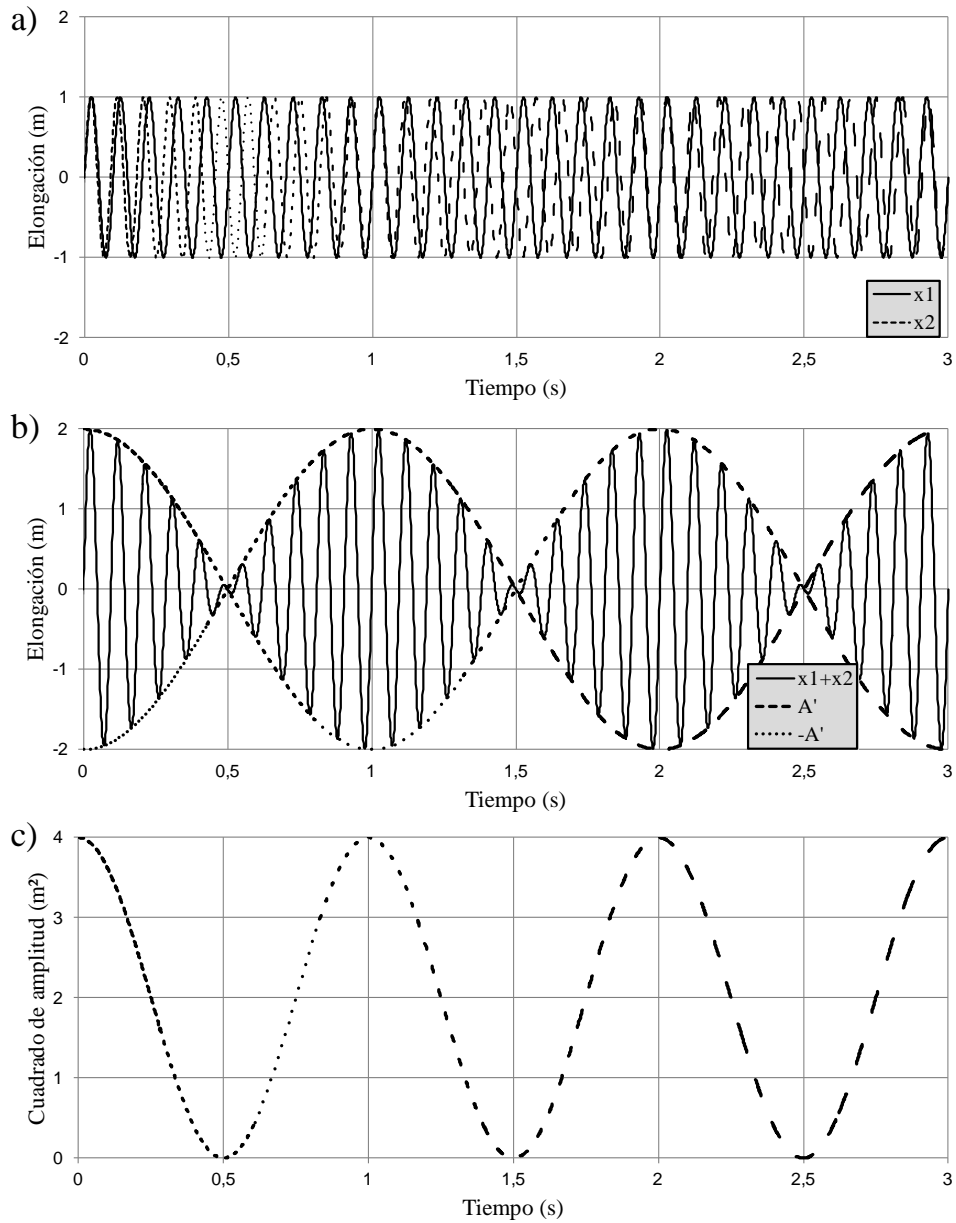 a)
2
1
0
-1
-2
Elongación (m)
x1
x2
0 0,5 1 1,5 2 2,5 3
Tiempo (s)
b)
2
1
0
-1
-2
Elongación (m)
x1+x2
A'
-A'
0 0,5 1 1,5 2 2,5 3
Tiempo (s)
c)
4
3
2
1
0
Cuadrado de amplitud (m²)
0 0,5 1 1,5 2 2,5 3
Tiempo (s)